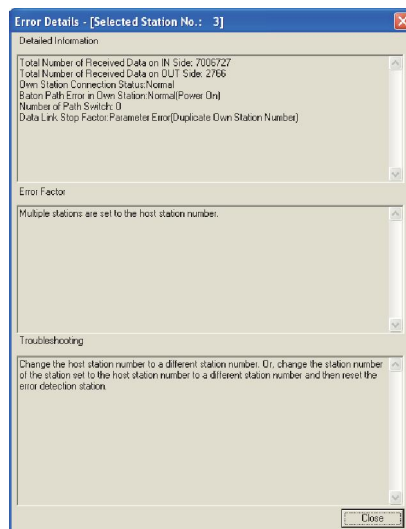 Error Details - [Selected Station No.:   3]
Detailed Information
Total Number of Received Data on IN Side: 7006727
Total Number of Received Data on OUT Side: 2766
Own Station Connection Status:Normal
Baton Path Error in Own Station:Normal(Power On)
Number of Path Switch: 0
Data Link Stop Factor:Parameter Error(Duplicate Own Station Number)
Error Factor
Multiple stations are set to the host station number.
Troubleshooting
Change the host station number to a different station number. Or, change the station number
of the station set to the host station number to a different station number and then reset the
error detection station.
Close